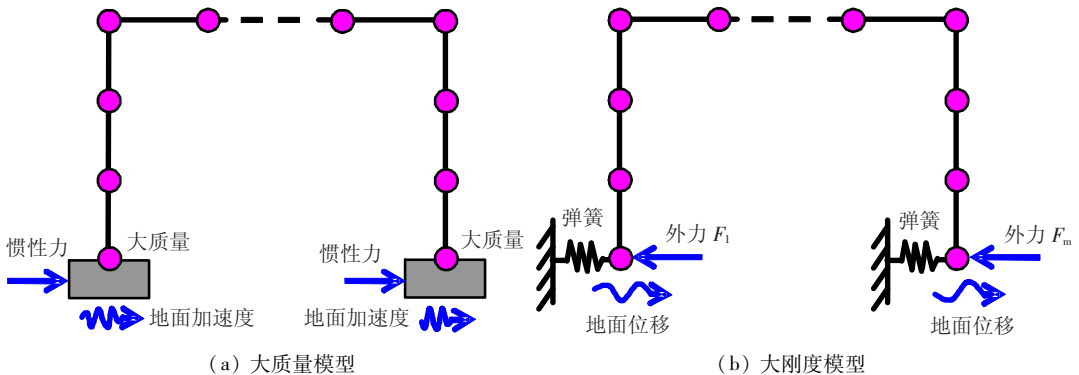 惯性力
大质量
地面加速度
惯性力
大质量
地面加速度
(a)大质量模型
弹簧
外力 F1
地面位移
弹簧
外力 Fm
地面位移
(b)大刚度模型